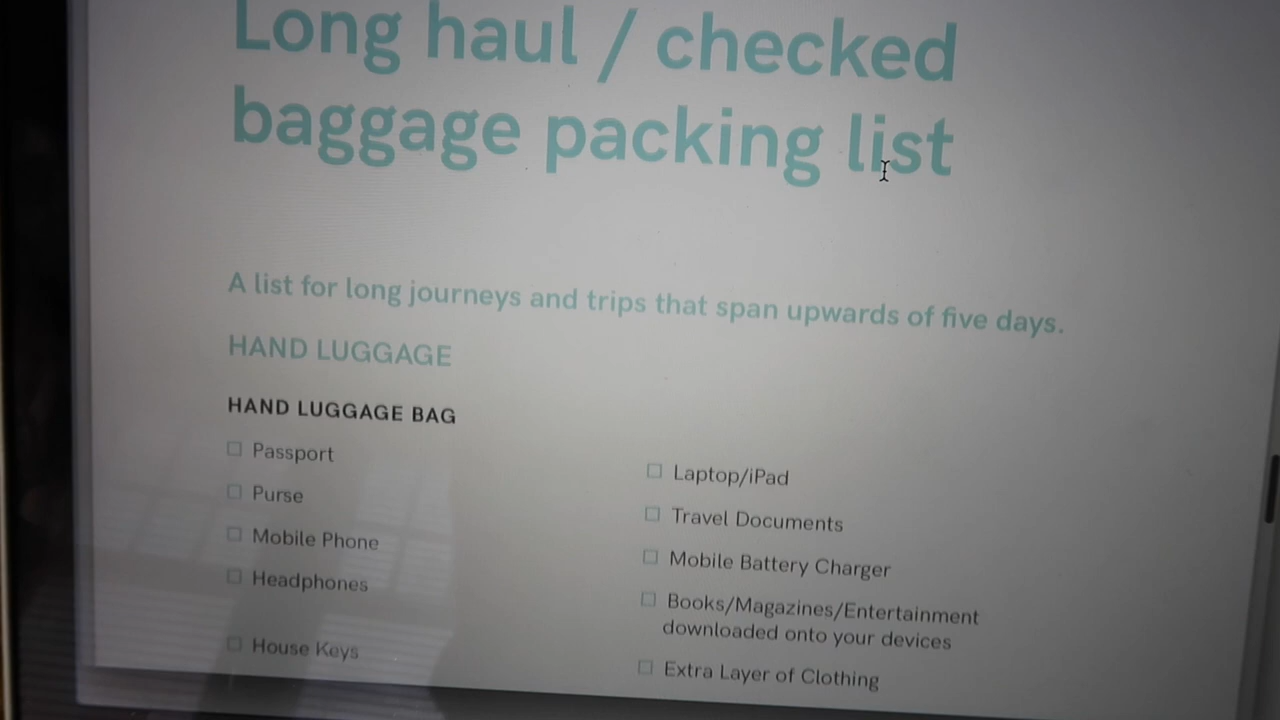 Long haul / checked
baggage packing list
A list for long journeys and trips that span upwards of five days.
HAND LUGGAGE
HAND LUGGAGE BAG
Passport
Purse
Mobile Phone
Headphones
House Keys
Laptop/iPad
Travel Documents
Mobile Battery Charger
Books/Magazines/Entertainment
downloaded onto your devices
Extra Layer of Clothing